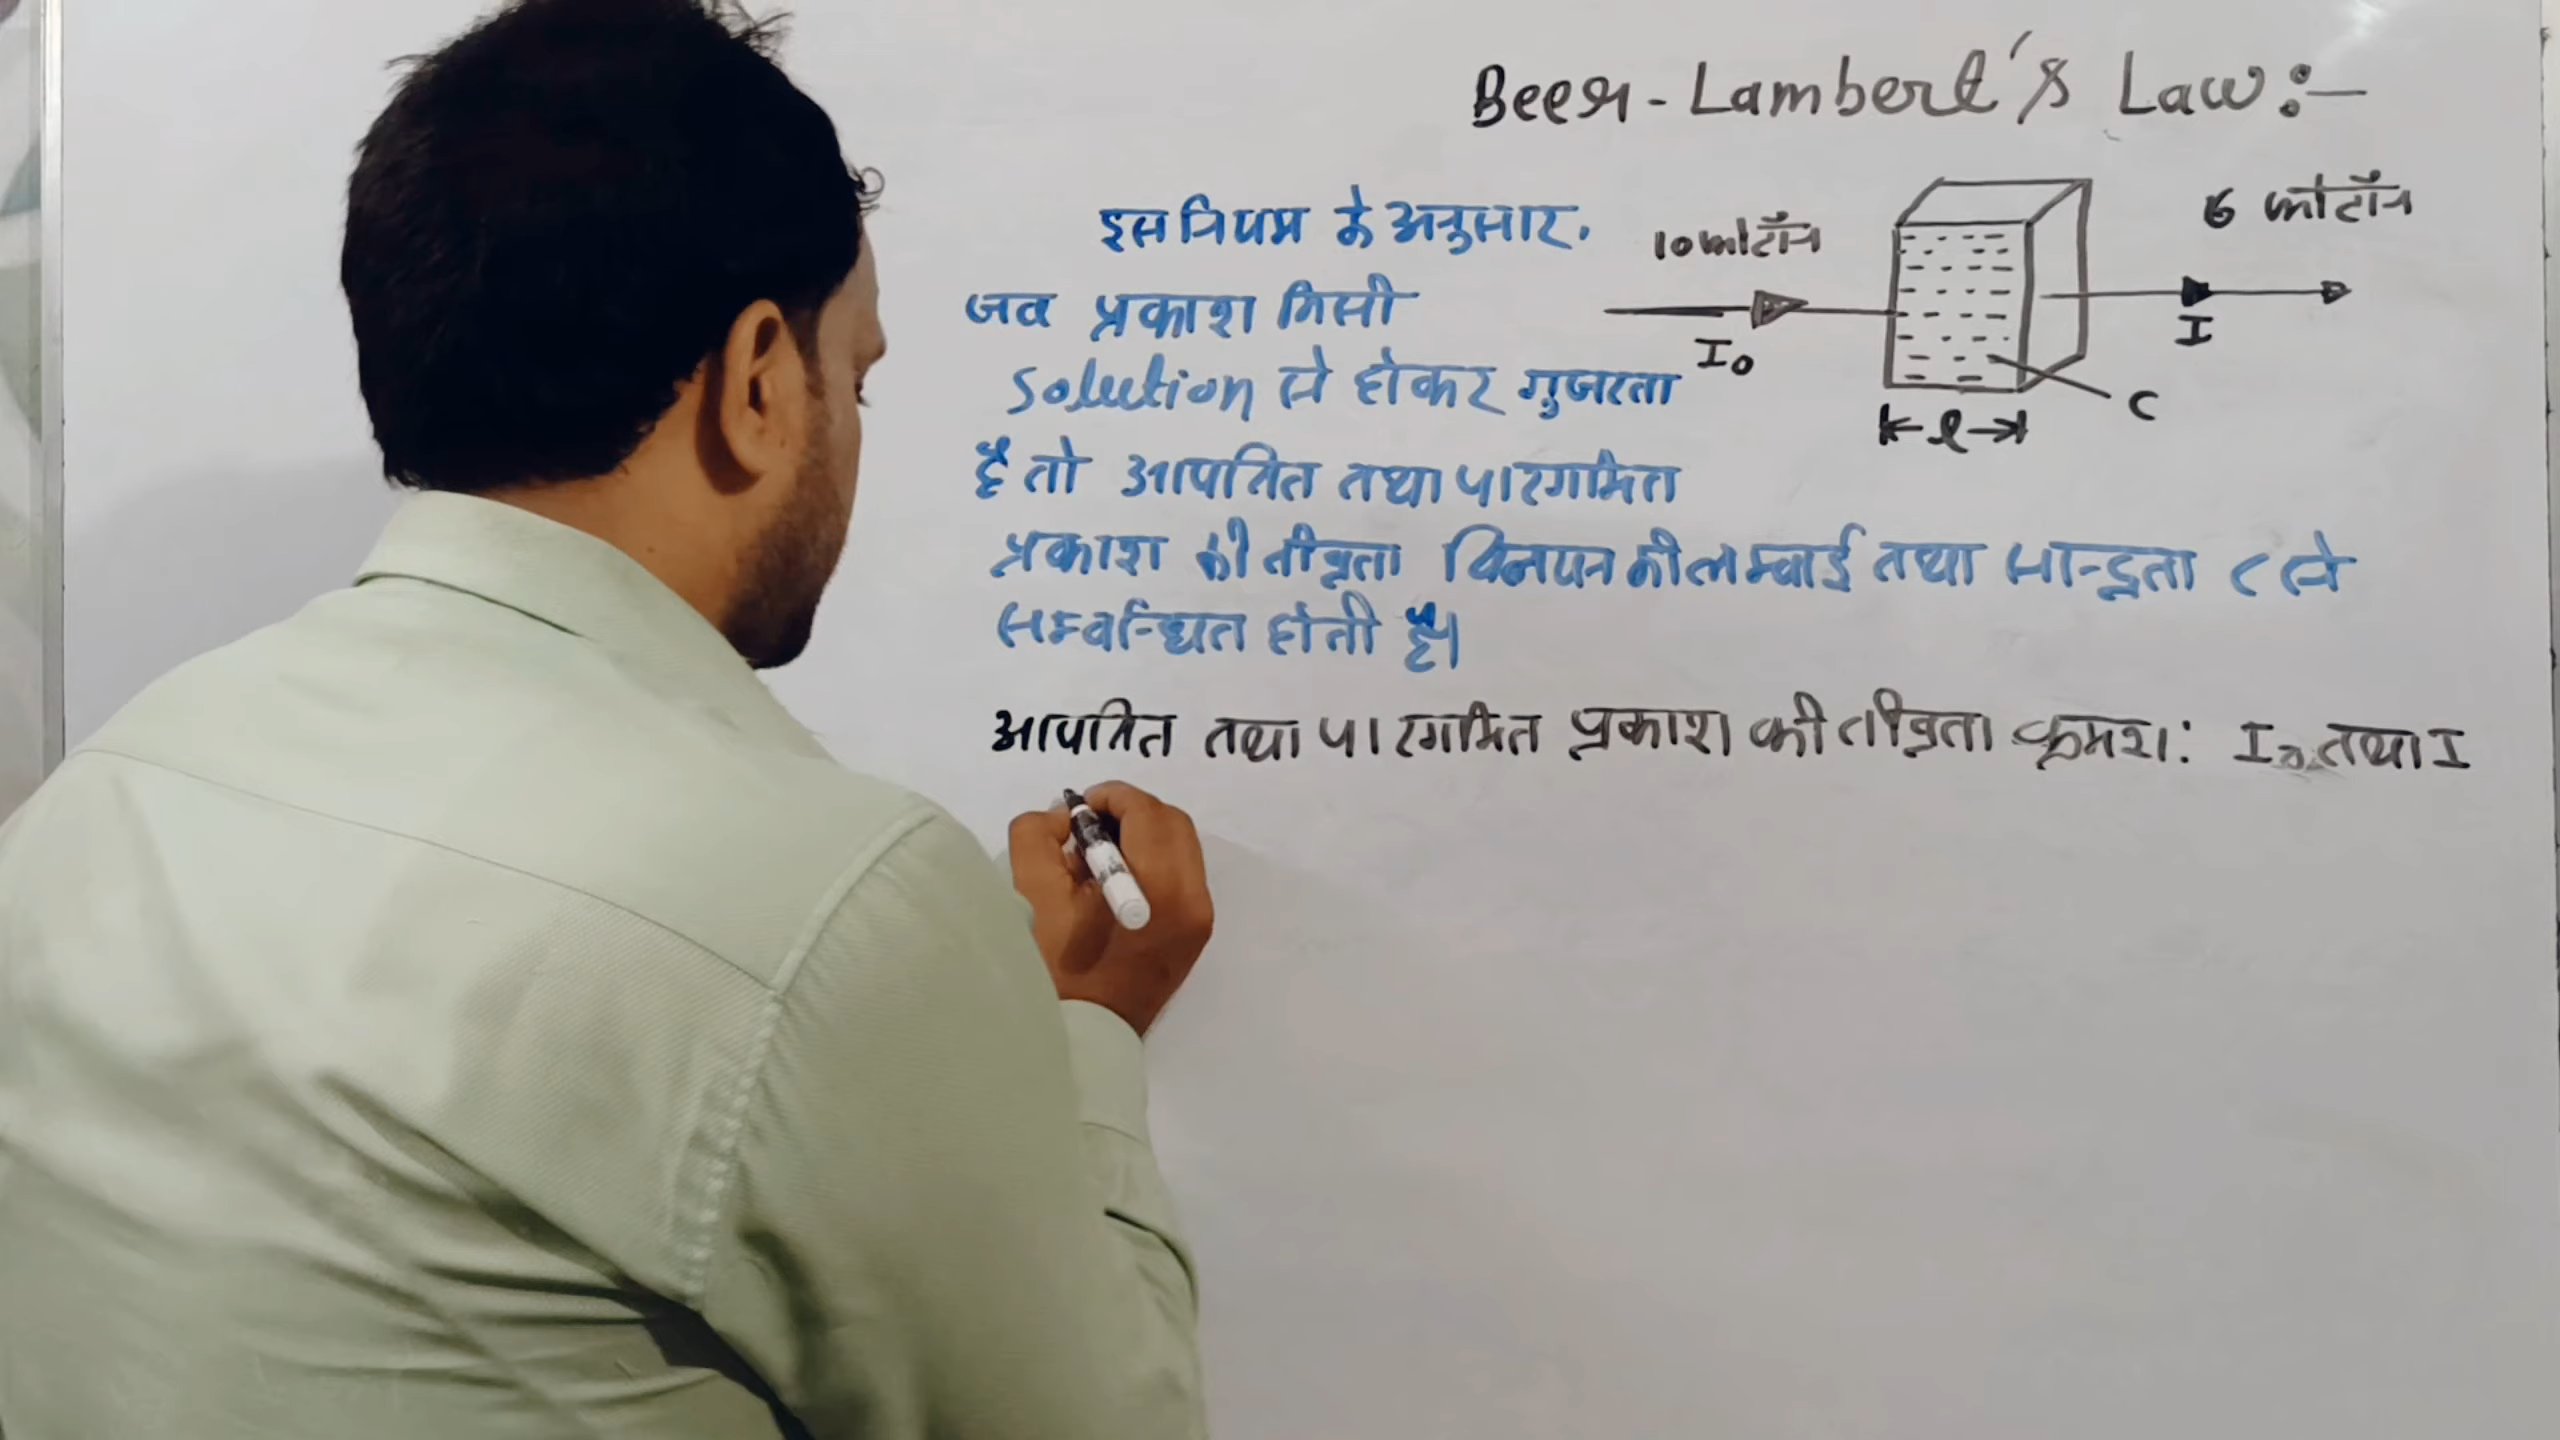 Beer-Lambert's Law:-
10 फोटॉन
6 फोटॉन
I₀
I
C
l
इस नियम के अनुसार,
जब प्रकाश किसी
Solution से होकर गुजरता
है तो आपतित तथा पारगमित
प्रकाश की तीव्रता विलयन की लम्बाई तथा सान्द्रता C से
सम्बन्धित होती है।
आपतित तथा पारगमित प्रकाश की तीव्रता क्रमश: I₀ तथा I